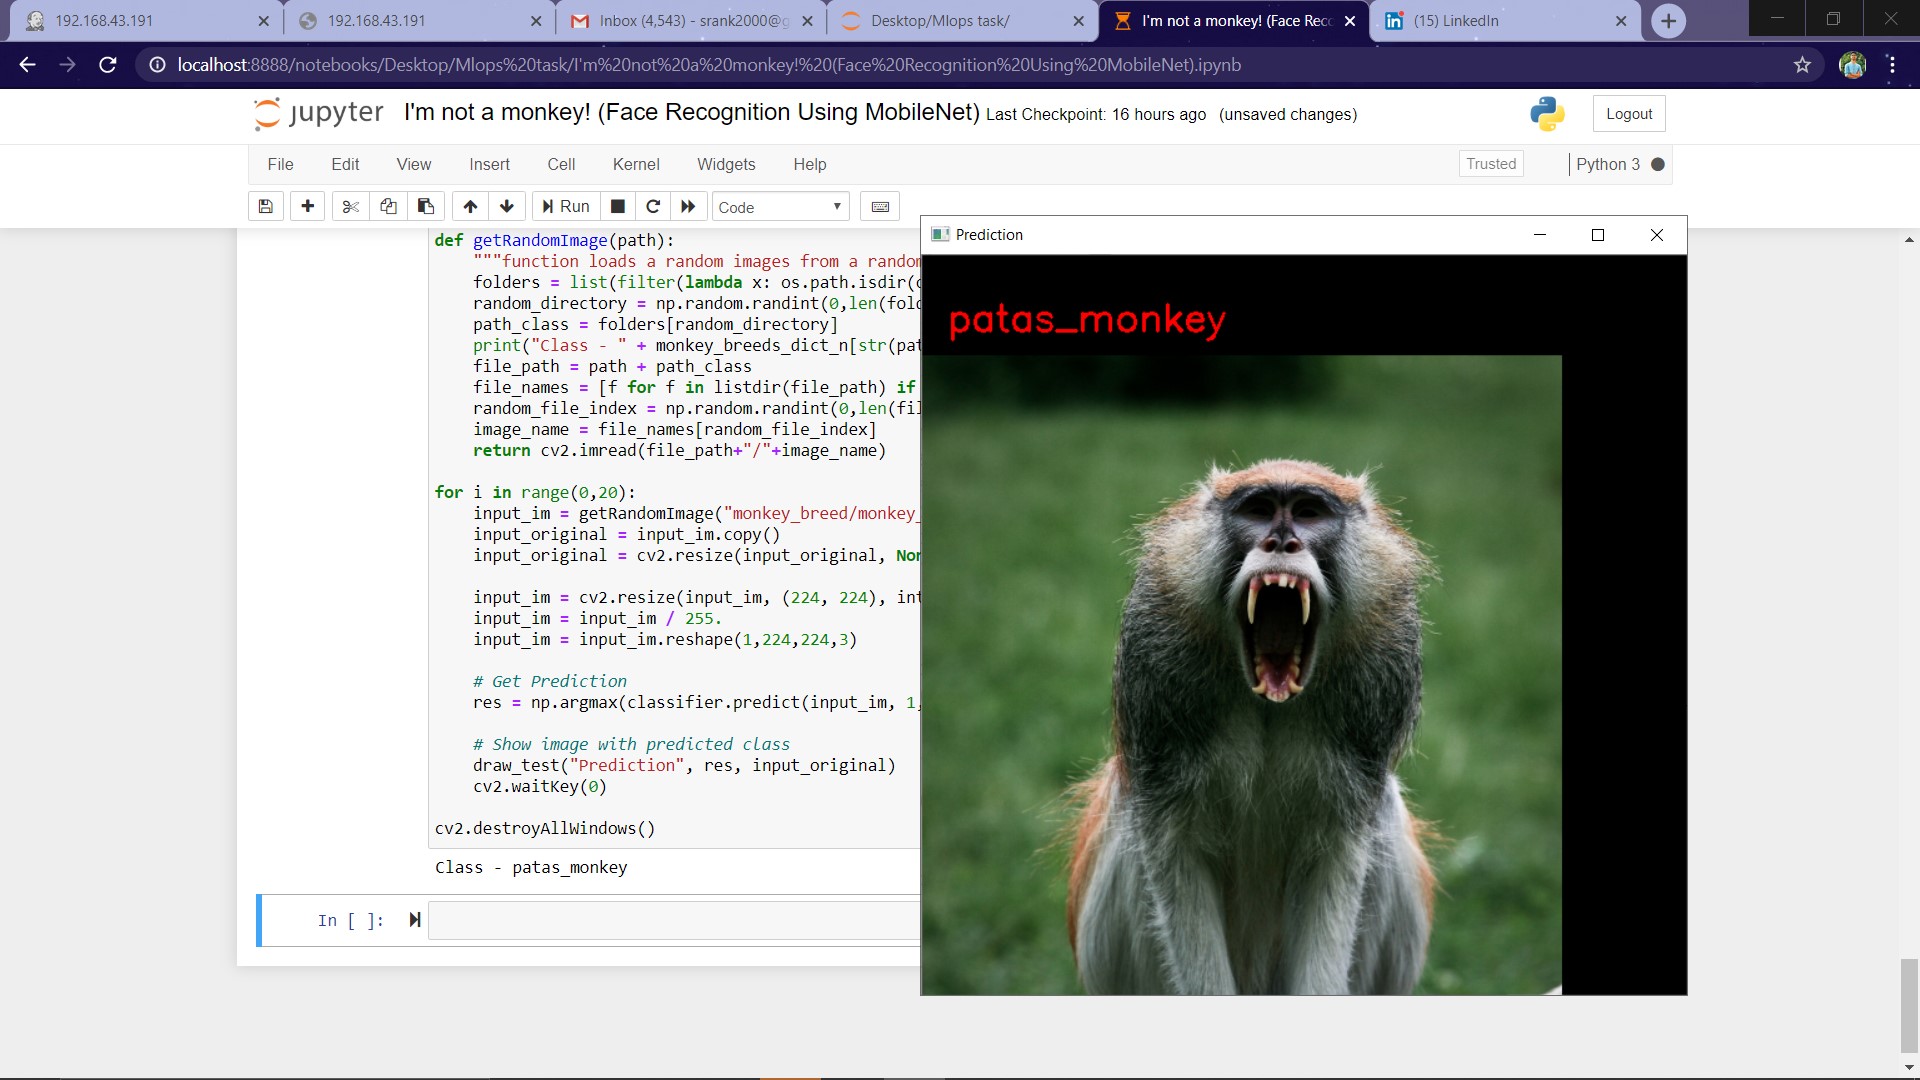 192.168.43.191
192.168.43.191
Inbox (4,543) - srank2000@g
Desktop/Mlops task/
I'm not a monkey! (Face Rec
(15) LinkedIn
localhost:8888/notebooks/Desktop/Mlops%20task/I'm%20not%20a%20monkey!%20(Face%20Recognition%20Using%20MobileNet).ipynb
jupyter I'm not a monkey! (Face Recognition Using MobileNet) Last Checkpoint: 16 hours ago (unsaved changes)
Logout
File Edit View Insert Cell Kernel Widgets Help
Trusted
Python 3
Run
Code
def getRandomImage(path):
"""function loads a random images from a random
folders = list(filter(lambda x: os.path.isdir(
random_directory = np.random.randint(0,len(fol
path_class = folders[random_directory]
print("Class - " + monkey_breeds_dict_n[str(pat
file_path = path + path_class
file_names = [f for f in listdir(file_path) if
random_file_index = np.random.randint(0,len(fil
image_name = file_names[random_file_index]
return cv2.imread(file_path+"/"+image_name)
for i in range(0,20):
input_im = getRandomImage("monkey_breed/monkey_
input_original = input_im.copy()
input_original = cv2.resize(input_original, Non
input_im = cv2.resize(input_im, (224, 224), int
input_im = input_im / 255.
input_im = input_im.reshape(1,224,224,3)
# Get Prediction
res = np.argmax(classifier.predict(input_im, 1,
# Show image with predicted class
draw_test("Prediction", res, input_original)
cv2.waitKey(0)
cv2.destroyAllWindows()
Class - patas_monkey
In [ ]:
Prediction
patas_monkey